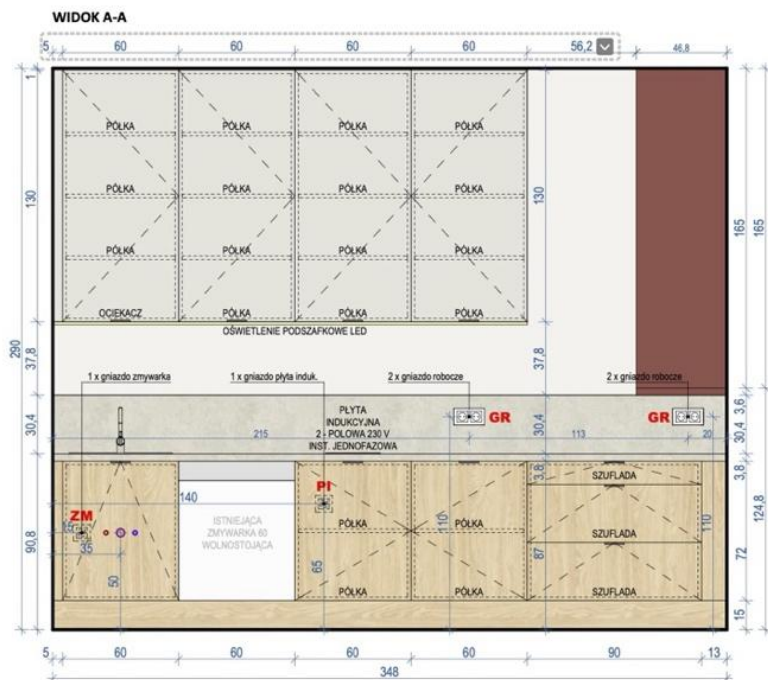 WIDOK A-A
5 60 60 60 60 56,2 46.8
1
PÓŁKA PÓŁKA PÓŁKA PÓŁKA
130 PÓŁKA PÓŁKA PÓŁKA PÓŁKA 130
165 165
PÓŁKA PÓŁKA PÓŁKA PÓŁKA
OCIEKACZ PÓŁKA PÓŁKA PÓŁKA
OŚWIETLENIE PODSZAFKOWE LED
290 37,8 37,8
1 x gniazdo zmywarka 1 x gniazdo płyta induk. 2 x gniazdo robocze 2 x gniazdo robocze
3,6
PŁYTA
INDUKCYJNA
2 - POLOWA 230 V
INST. JEDNOFAZOWA
GR GR
30,4 30,4 30,4
215 113 20
3,8 3,8
SZUFLADA
PI
140
ZM
15
35
ISTNIEJĄCA
ZMYWARKA 60
WOLNOSTOJĄCA
PÓŁKA PÓŁKA
110 110
124,8
SZUFLADA
90,8 87 72
50 65
PÓŁKA PÓŁKA SZUFLADA
15
5 60 60 60 60 90 13
348